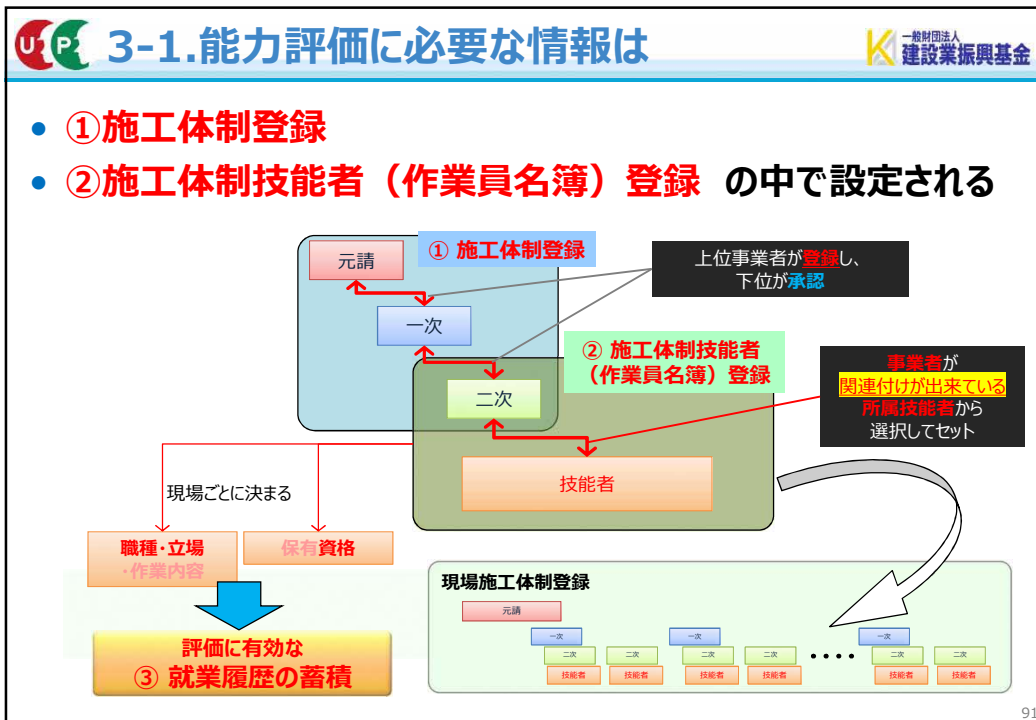 3-1.能力評価に必要な情報は
一般財団法人
建設業振興基金
• ①施工体制登録
• ②施工体制技能者（作業員名簿）登録 の中で設定される
元請
① 施工体制登録
上位事業者が登録し、
下位が承認
一次
② 施工体制技能者
（作業員名簿）登録
事業者が
関連付けが出来ている
所属技能者から
選択してセット
二次
技能者
現場ごとに決まる
職種・立場
・作業内容
保有資格
評価に有効な
③ 就業履歴の蓄積
現場施工体制登録
元請
一次 一次 一次
二次 二次 二次 二次 ・・・・ 二次 二次
技能者 技能者 技能者 技能者 技能者 技能者
91